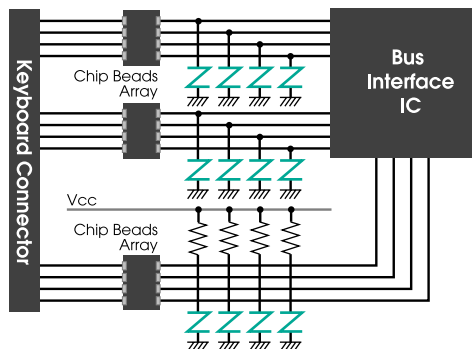 Keyboard Connector
Chip Beads
Array
Bus
Interface
IC
Vcc
Chip Beads
Array